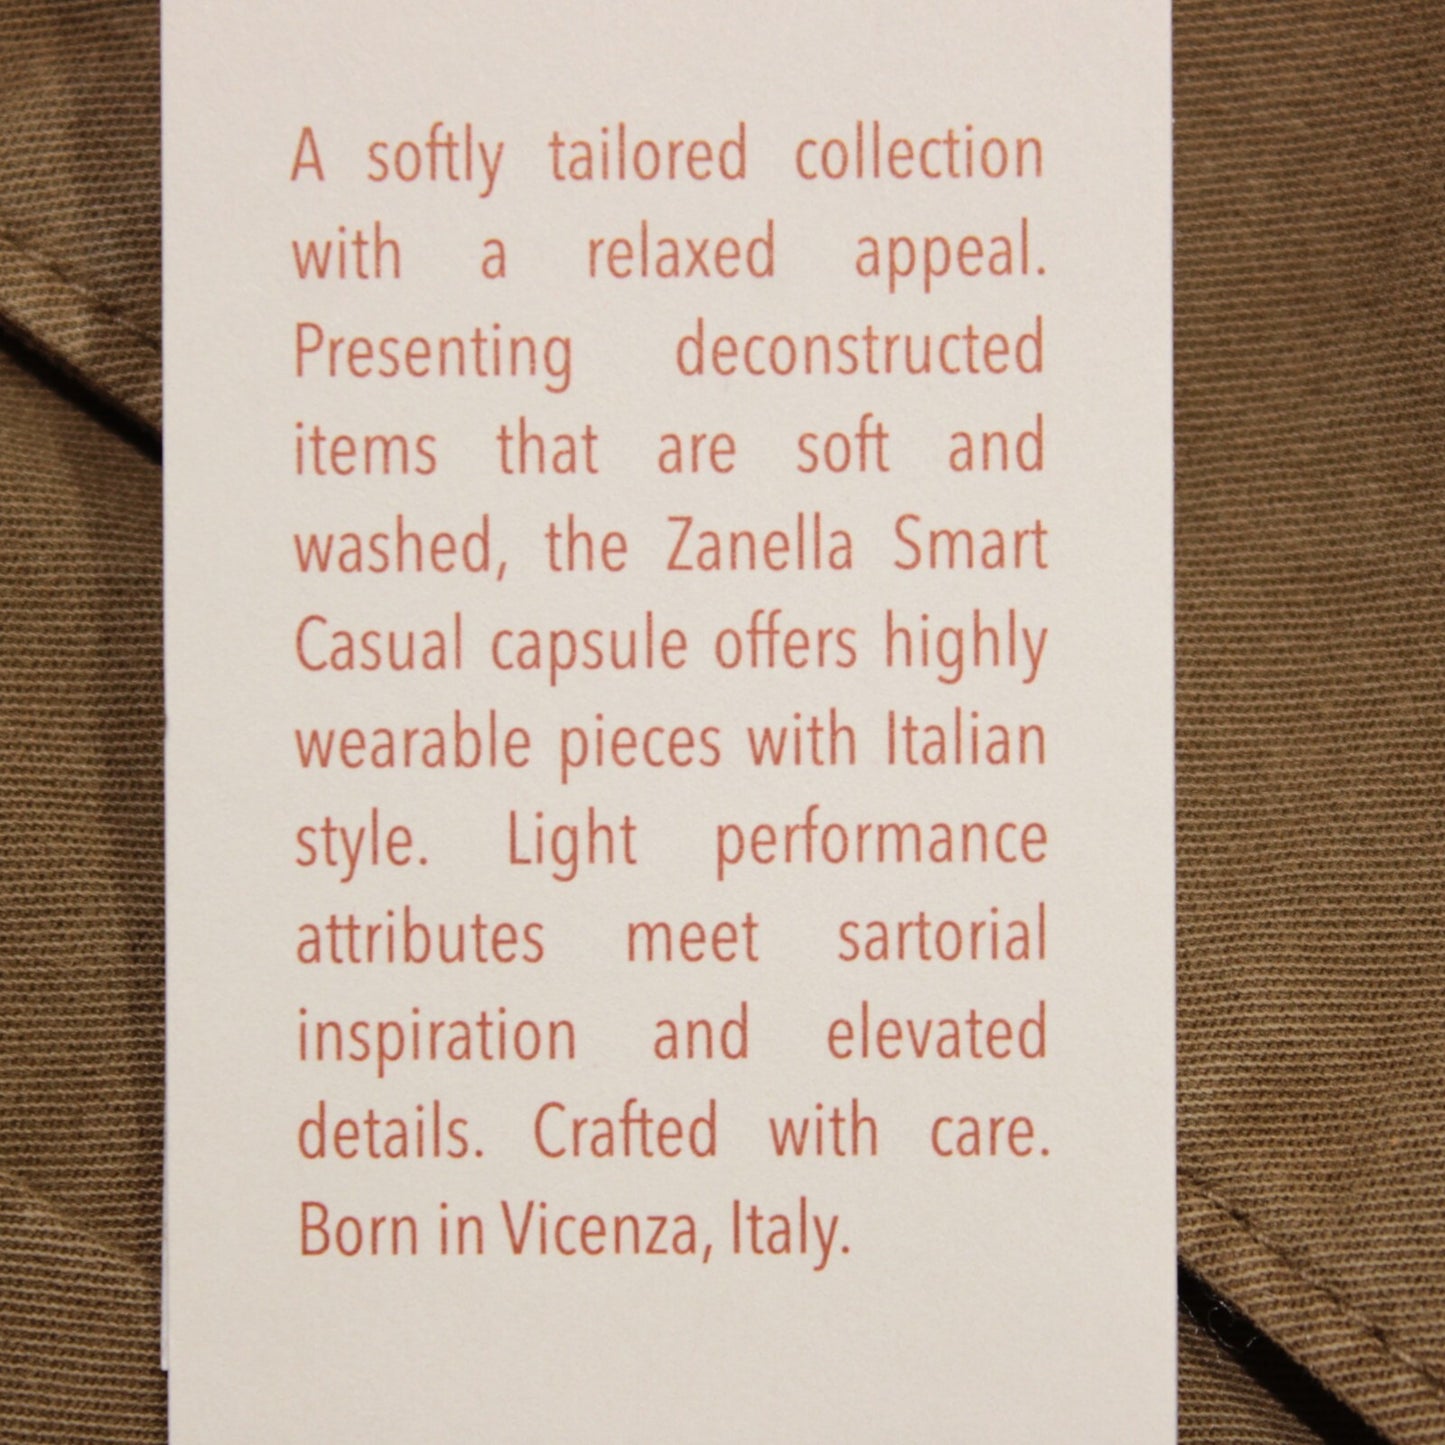 A softly tailored collection
with a relaxed appeal.
Presenting deconstructed
items that are soft and
washed, the Zanella Smart
Casual capsule offers highly
wearable pieces with Italian
style. Light performance
attributes meet sartorial
inspiration and elevated
details. Crafted with care.
Born in Vicenza, Italy.